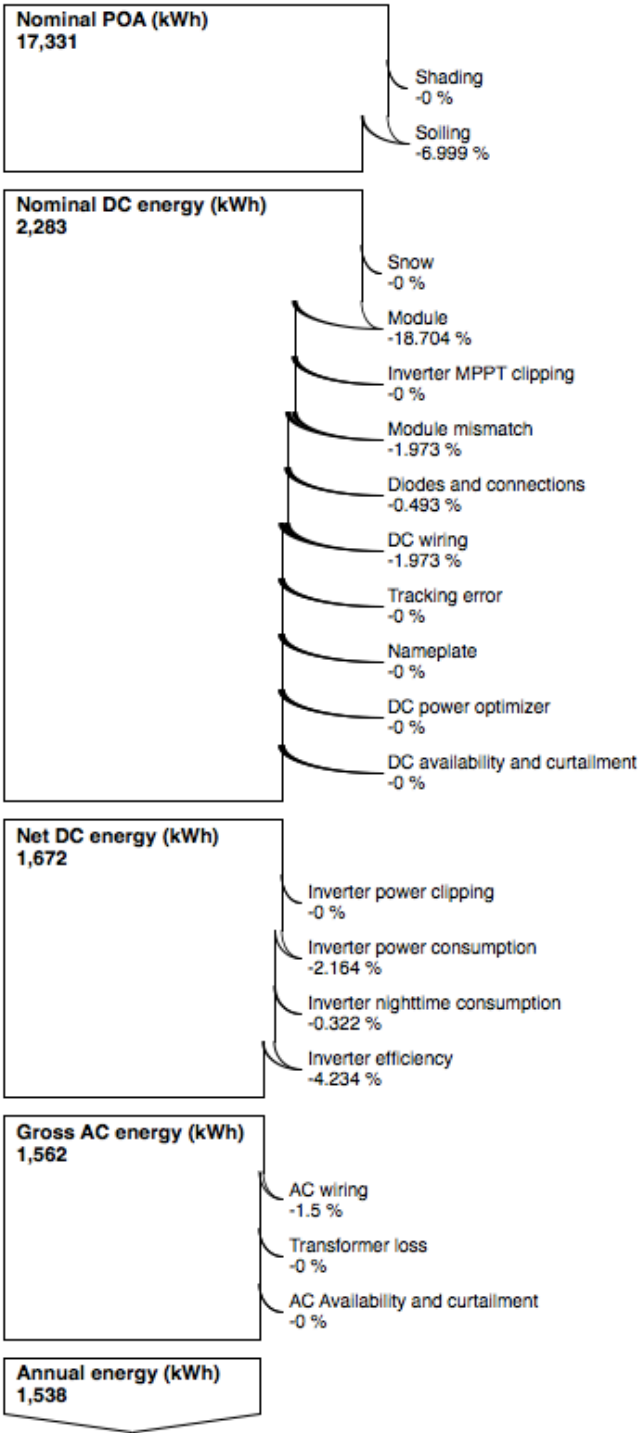 Nominal POA (kWh)
17,331
Shading
-0 %
Soiling
-6.999 %
Nominal DC energy (kWh)
2,283
Snow
-0 %
Module
-18.704 %
Inverter MPPT clipping
-0 %
Module mismatch
-1.973 %
Diodes and connections
-0.493 %
DC wiring
-1.973 %
Tracking error
-0 %
Nameplate
-0 %
DC power optimizer
-0 %
DC availability and curtailment
-0 %
Net DC energy (kWh)
1,672
Inverter power clipping
-0 %
Inverter power consumption
-2.164 %
Inverter nighttime consumption
-0.322 %
Inverter efficiency
-4.234 %
Gross AC energy (kWh)
1,562
AC wiring
-1.5 %
Transformer loss
-0 %
AC Availability and curtailment
-0 %
Annual energy (kWh)
1,538